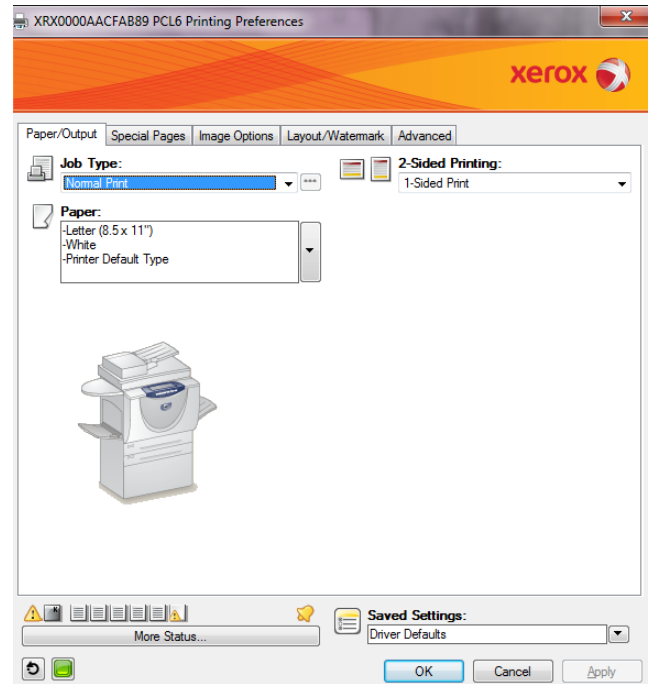 XRX0000AACFAB89 PCL6 Printing Preferences
xerox
Paper/Output Special Pages Image Options Layout/Watermark Advanced
Job Type:
Normal Print
2-Sided Printing:
1-Sided Print
Paper:
-Letter (8.5 x 11")
-White
-Printer Default Type
More Status...
Saved Settings:
Driver Defaults
OK Cancel Apply